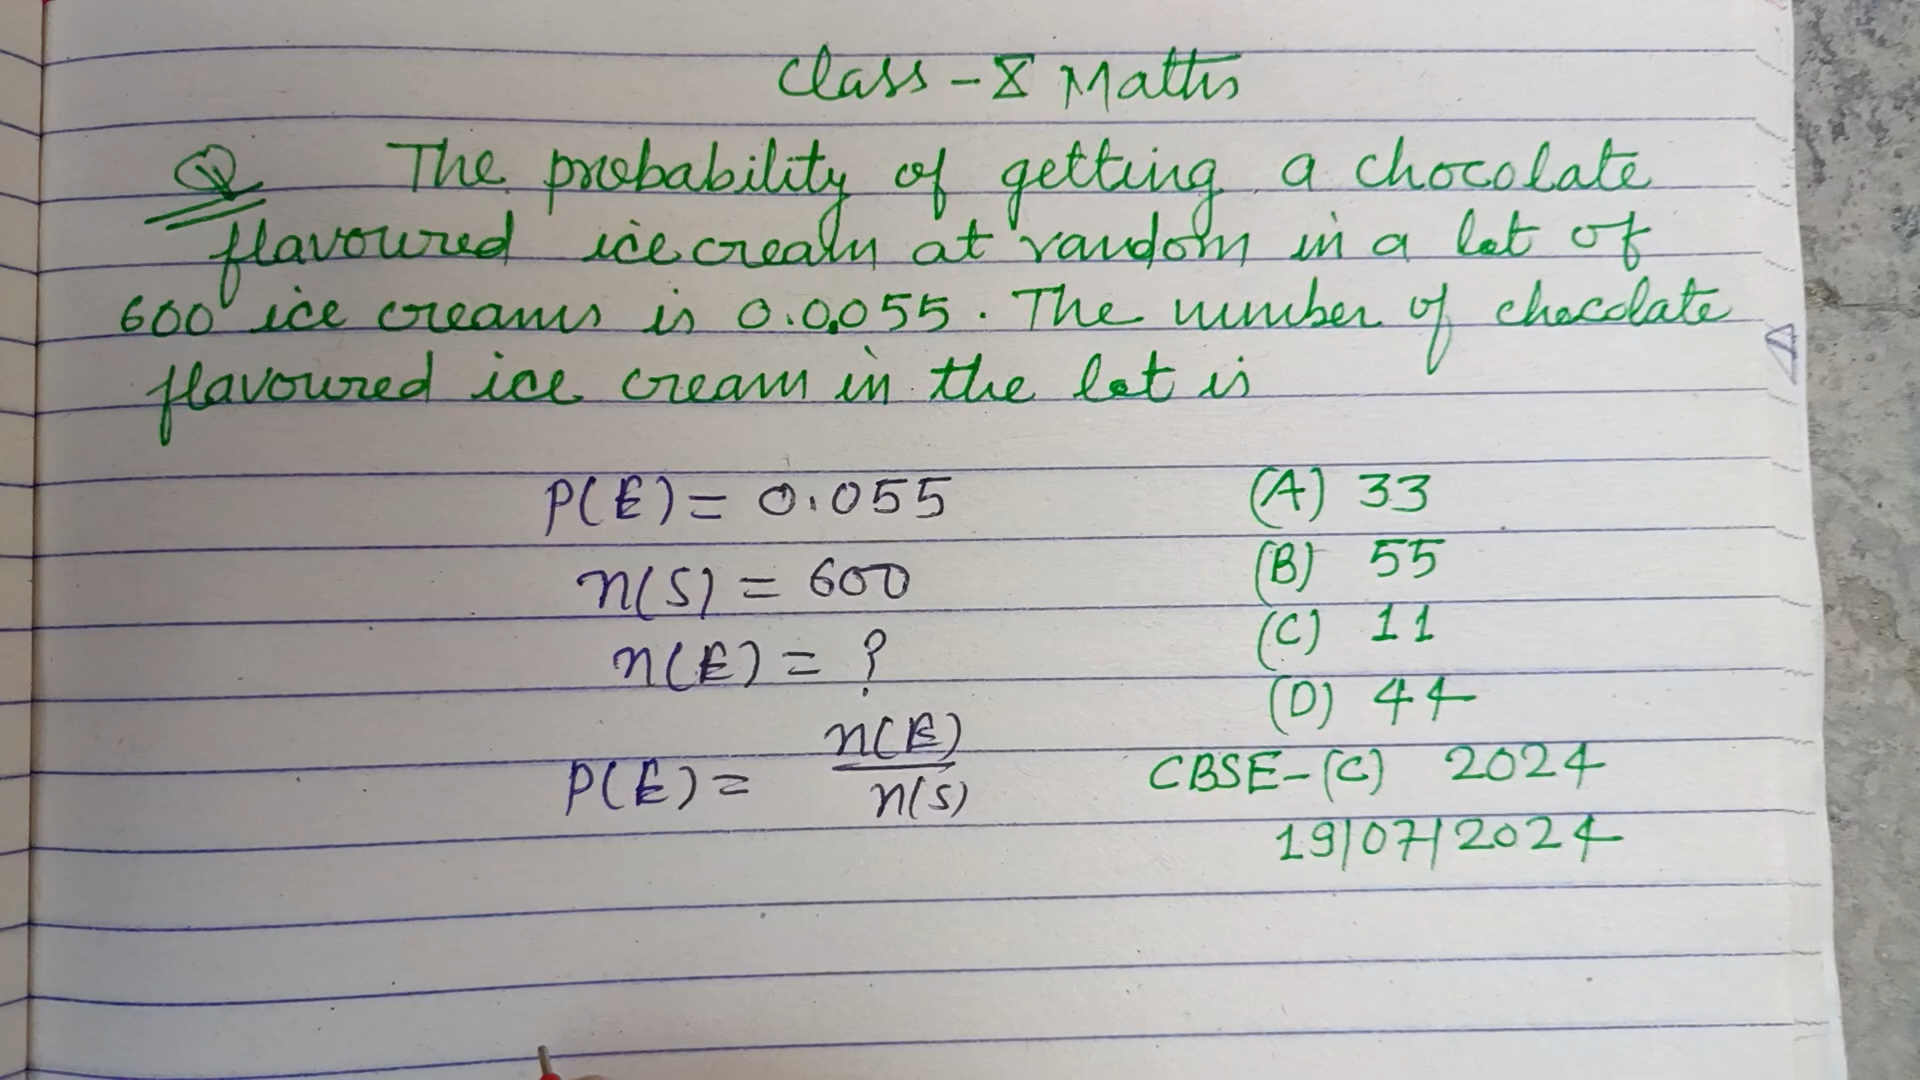 Class - X Maths
Q The probability of getting a chocolate
flavoured ice cream at random in a lot of
600 ice creams is 0.055. The number of chocolate
flavoured ice cream in the lot is
P(E) = 0.055
n(S) = 600
n(E) = ?
P(E) = n(E)/n(S)
(A) 33
(B) 55
(C) 11
(D) 44
CBSE-(C) 2024
19/07/2024